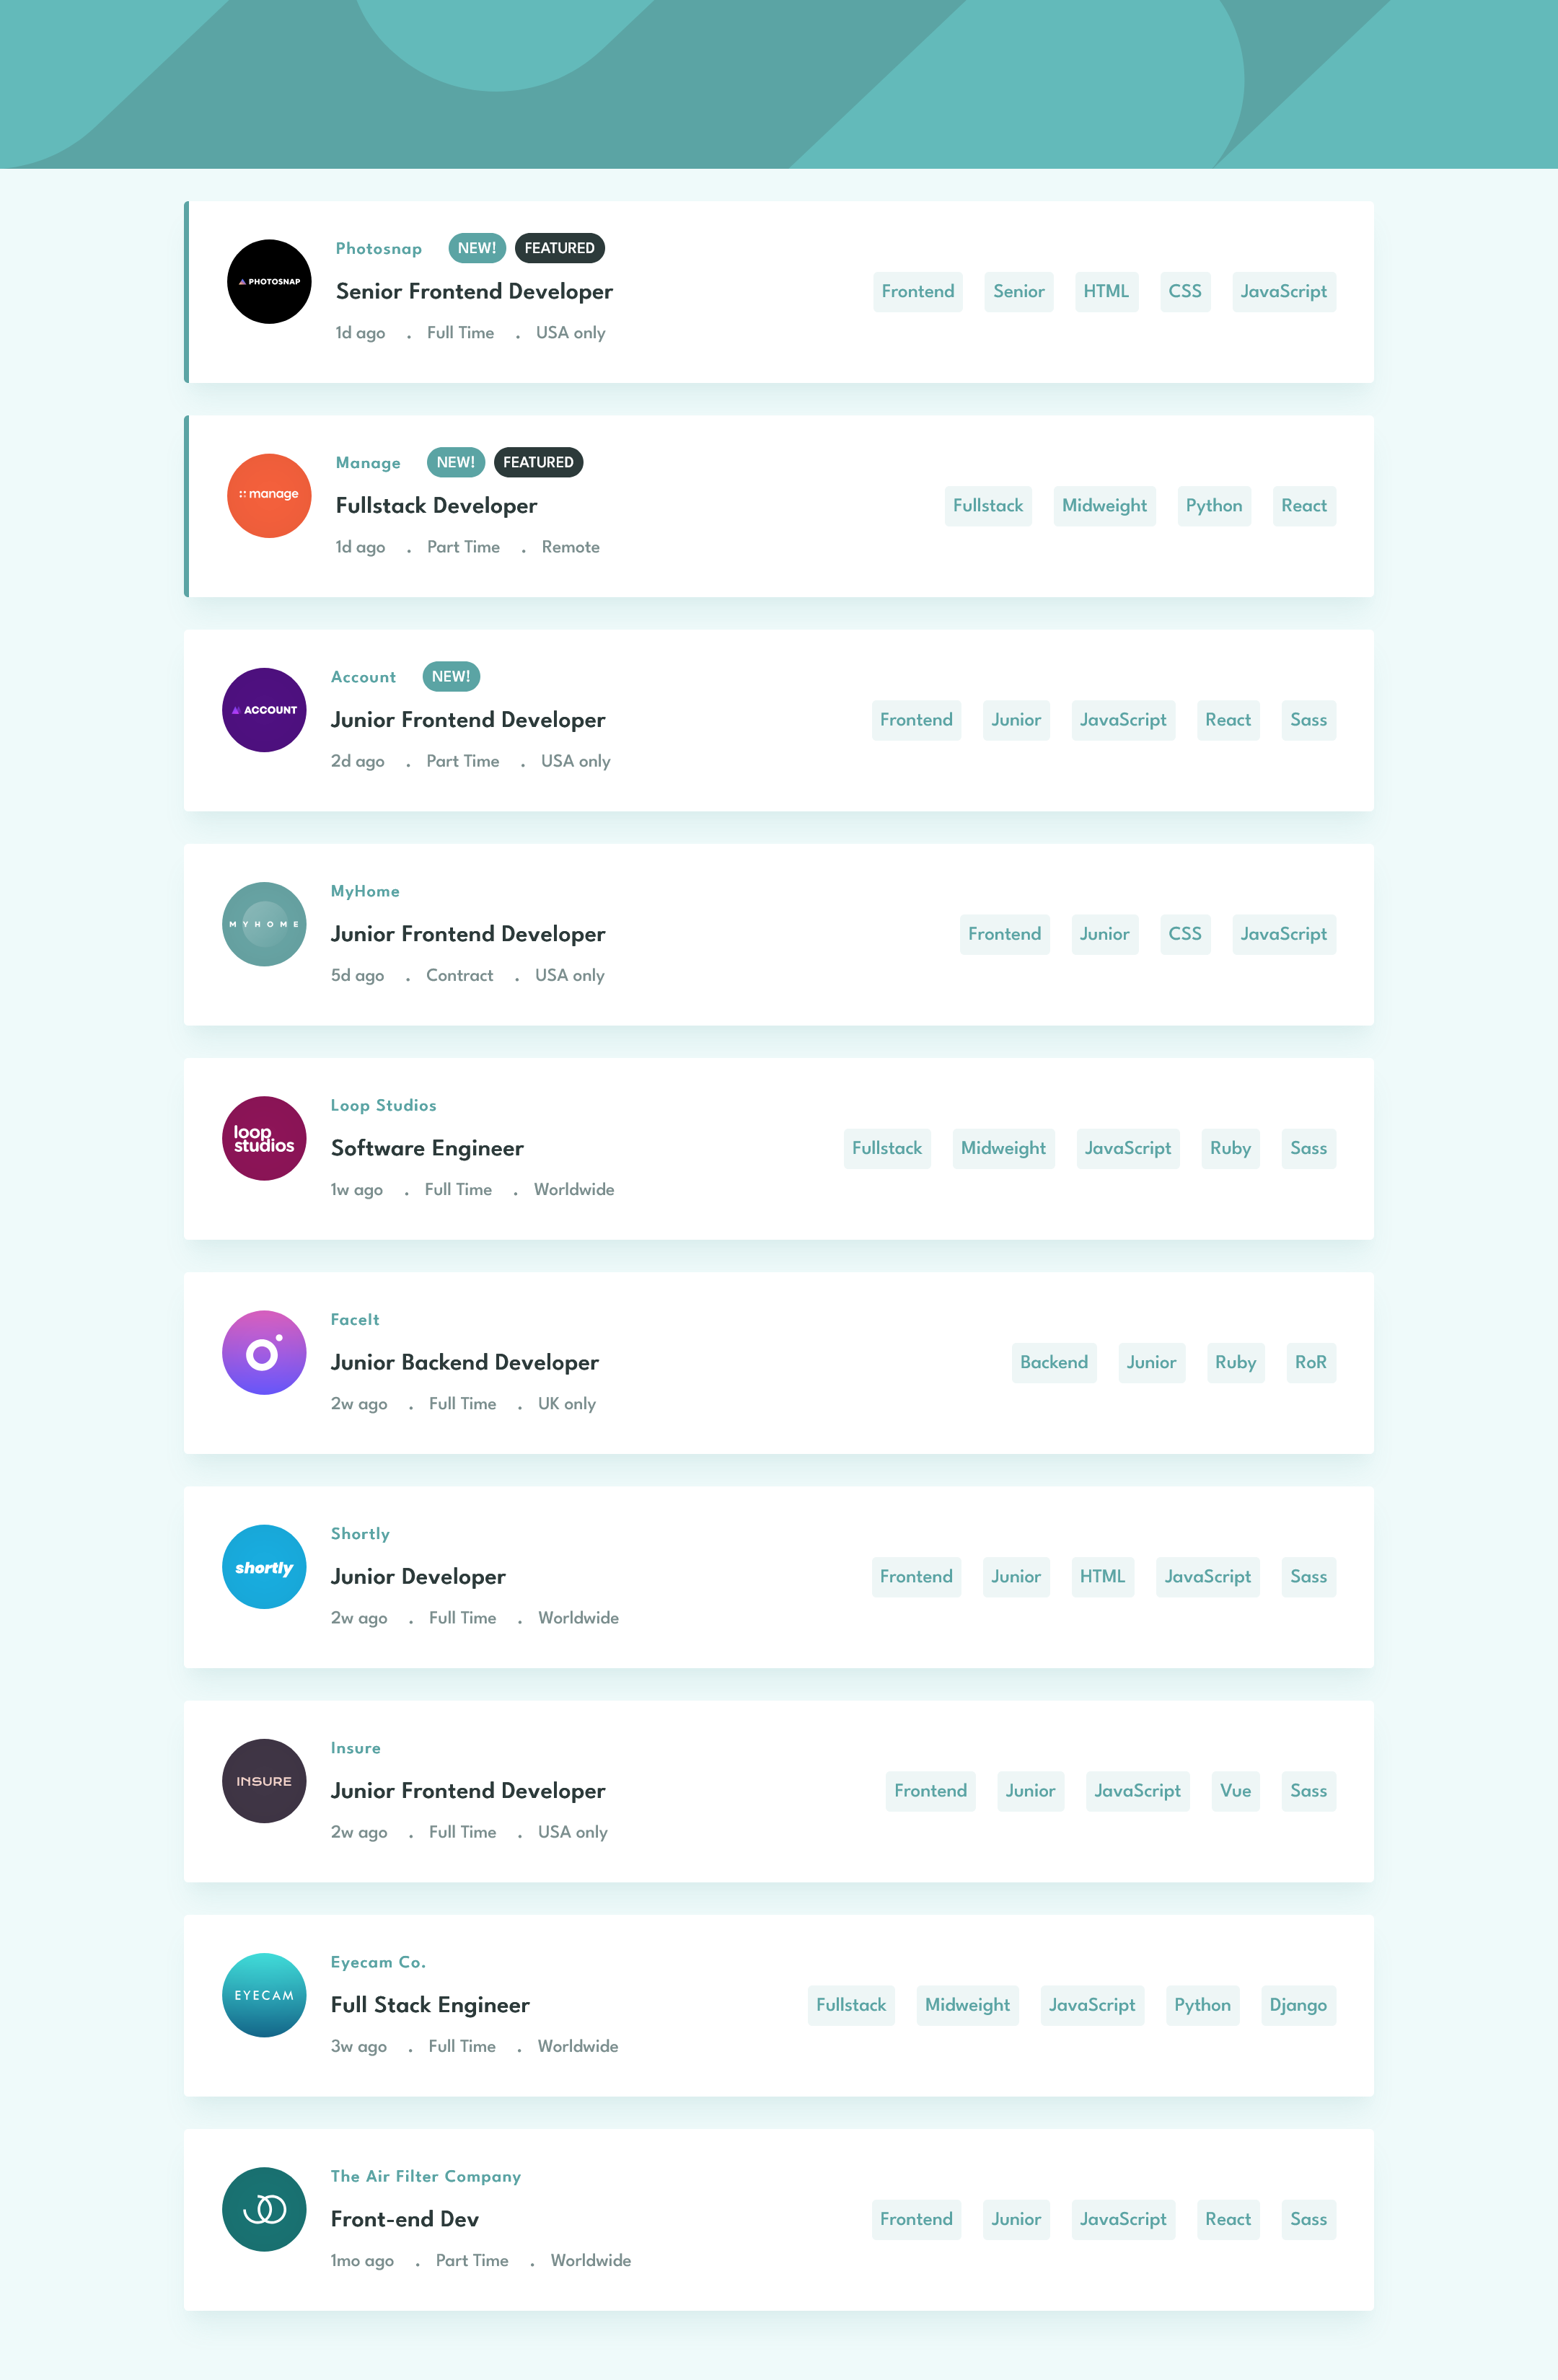 Photosnap NEW! FEATURED
PHOTOSNAP
Senior Frontend Developer
1d ago . Full Time . USA only
Frontend Senior HTML CSS JavaScript
Manage NEW! FEATURED
manage
Fullstack Developer
1d ago . Part Time . Remote
Fullstack Midweight Python React
Account NEW!
ACCOUNT
Junior Frontend Developer
2d ago . Part Time . USA only
Frontend Junior JavaScript React Sass
MyHome
MYHOME
Junior Frontend Developer
5d ago . Contract . USA only
Frontend Junior CSS JavaScript
Loop Studios
loop
studios
Software Engineer
1w ago . Full Time . Worldwide
Fullstack Midweight JavaScript Ruby Sass
FaceIt
Junior Backend Developer
2w ago . Full Time . UK only
Backend Junior Ruby RoR
Shortly
shortly
Junior Developer
2w ago . Full Time . Worldwide
Frontend Junior HTML JavaScript Sass
Insure
INSURE
Junior Frontend Developer
2w ago . Full Time . USA only
Frontend Junior JavaScript Vue Sass
Eyecam Co.
EYECAM
Full Stack Engineer
3w ago . Full Time . Worldwide
Fullstack Midweight JavaScript Python Django
The Air Filter Company
Front-end Dev
1mo ago . Part Time . Worldwide
Frontend Junior JavaScript React Sass